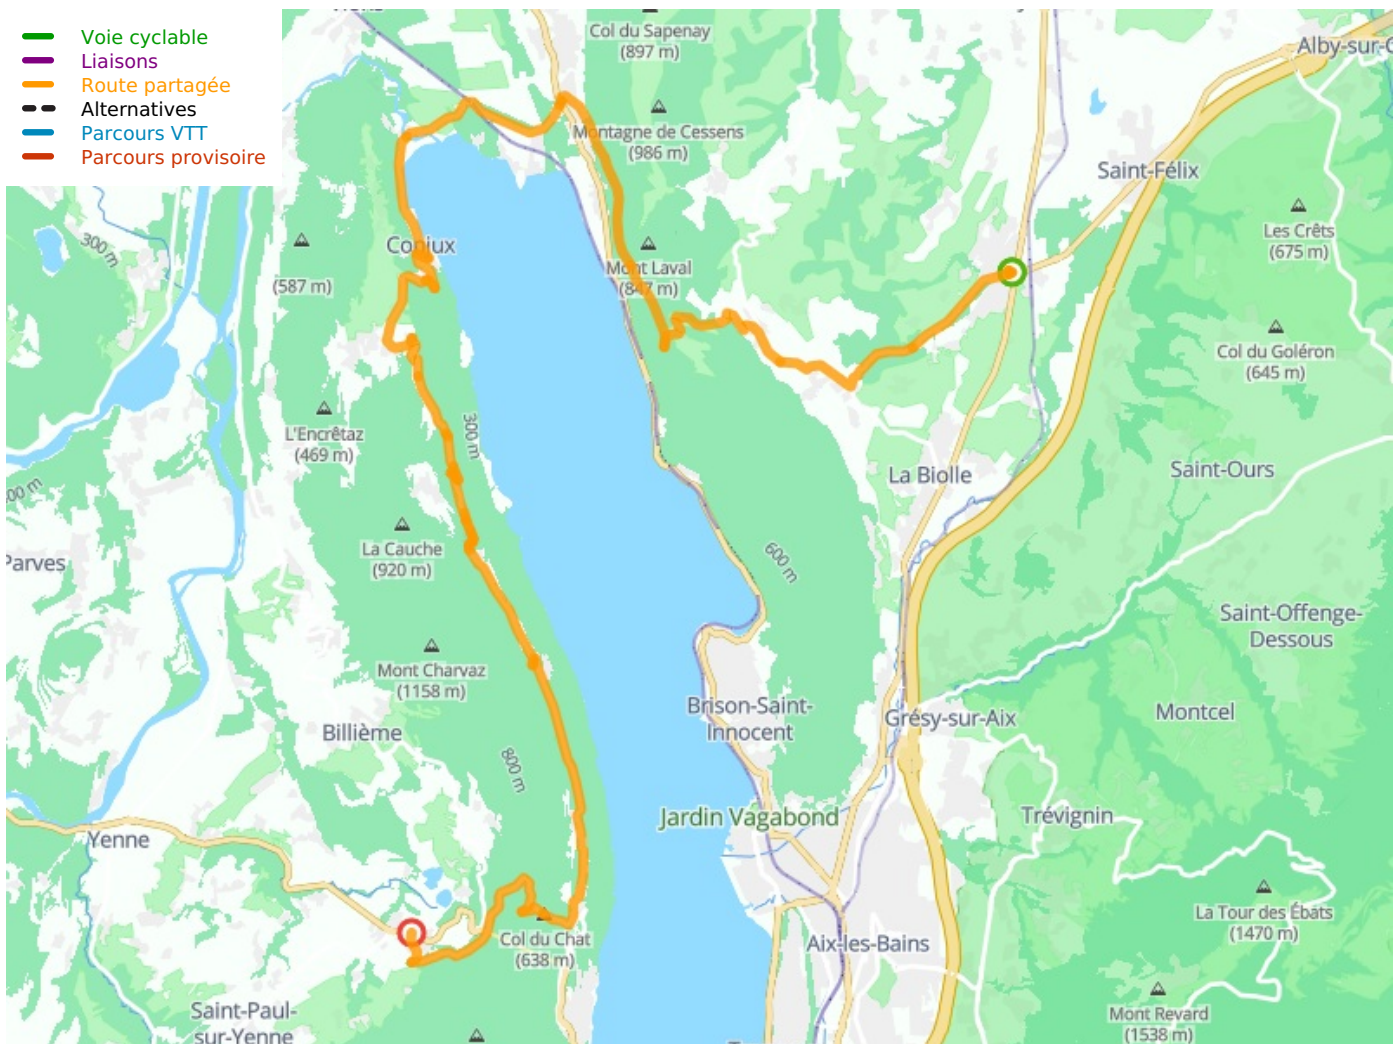 Voie cyclable
Liaisons
Route partagée
Alternatives
Parcours VTT
Parcours provisoire
Col du Sapenay
(897 m)
Alby-sur-C
Montagne de Cessens
(986 m)
Saint-Félix
300 m
Conjux
Les Crêts
(675 m)
(587 m)
Mont Laval
(847 m)
Col du Goléron
(645 m)
L'Encrêtaz
(469 m)
300 m
00 m
La Biolle
Saint-Ours
Parves
La Cauche
(920 m)
600 m
Saint-Offenge-
Dessous
Mont Charvaz
(1158 m)
Brison-Saint-
Innocent
Grésy-sur-Aix
Montcel
Billième
800 m
Jardin Vagabond
Trévignin
Yenne
La Tour des Ébats
(1470 m)
Col du Chat
(638 m)
Aix-les-Bains
Saint-Paul-
sur-Yenne
Mont Revard
(1538 m)